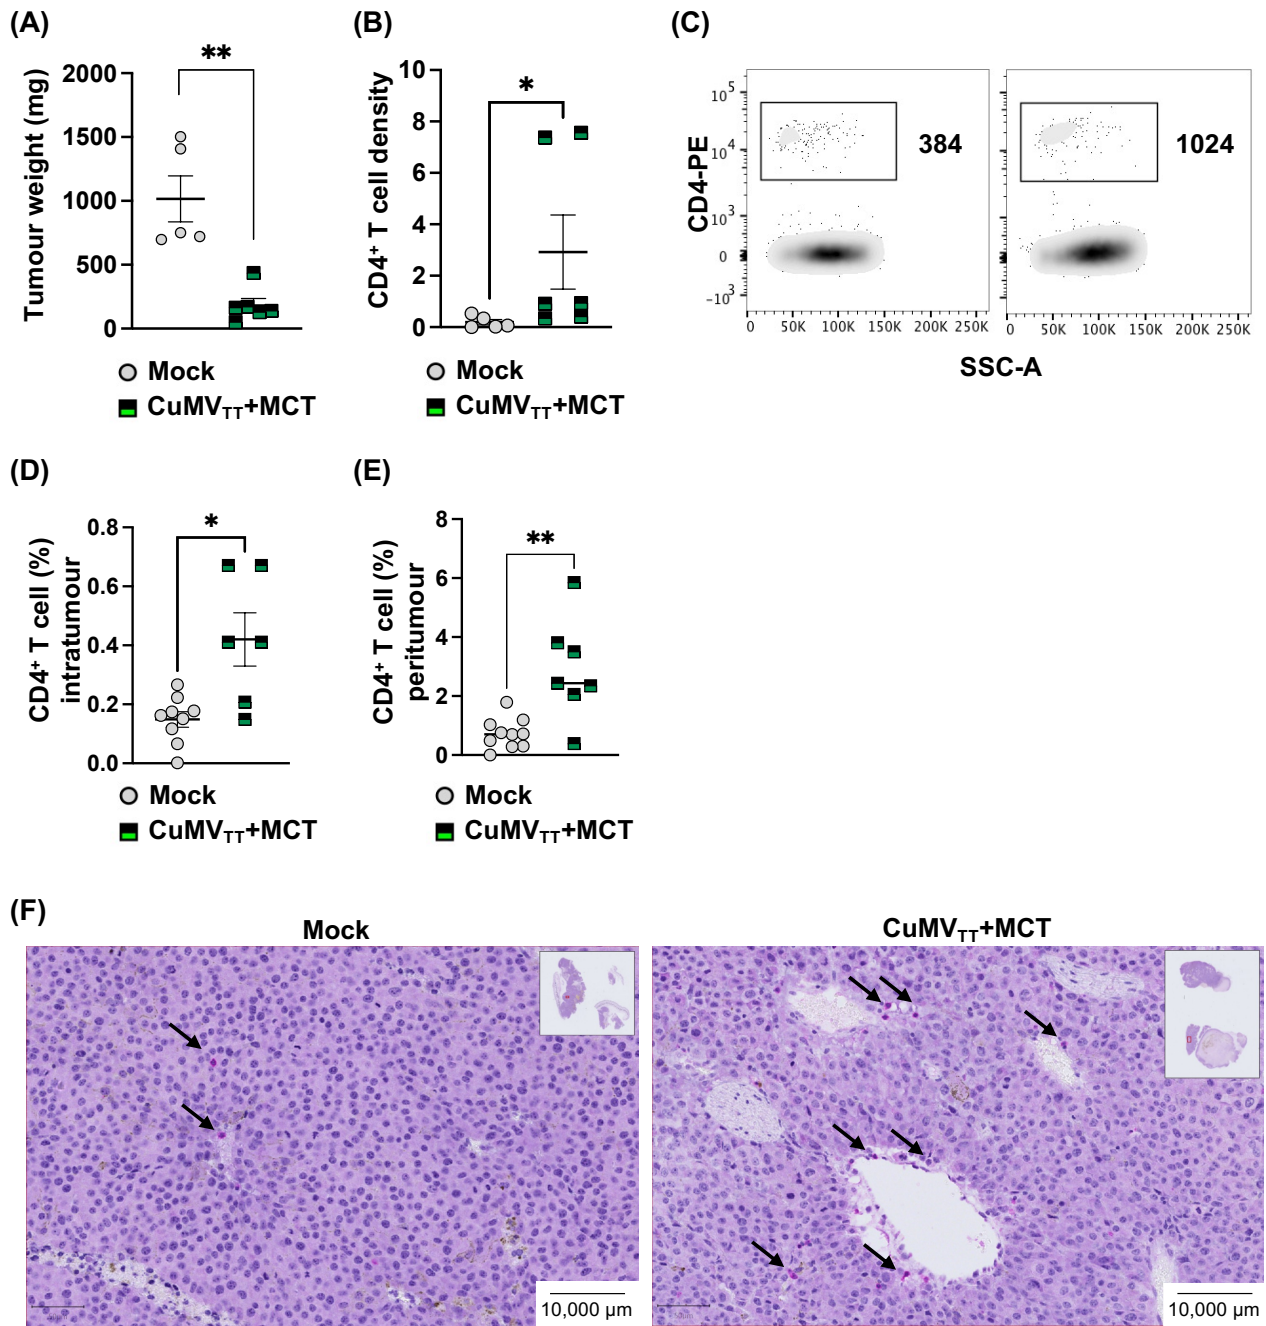 (A)
Tumour weight (mg)
2000
1500
1000
500
0
**
Mock
CuMVTT+MCT
(B)
CD4+ T cell density
10
8
6
4
2
0
*
Mock
CuMVTT+MCT
(C)
CD4-PE
10^5
10^4
10^3
0
-10^3
384
1024
0 50K 100K 150K 200K 250K
0 50K 100K 150K 200K 250K
SSC-A
(D)
CD4+ T cell (%)
intratumour
0.8
0.6
0.4
0.2
0.0
*
Mock
CuMVTT+MCT
(E)
CD4+ T cell (%)
peritumour
8
6
4
2
0
**
Mock
CuMVTT+MCT
(F)
Mock
10,000 µm
CuMVTT+MCT
10,000 µm